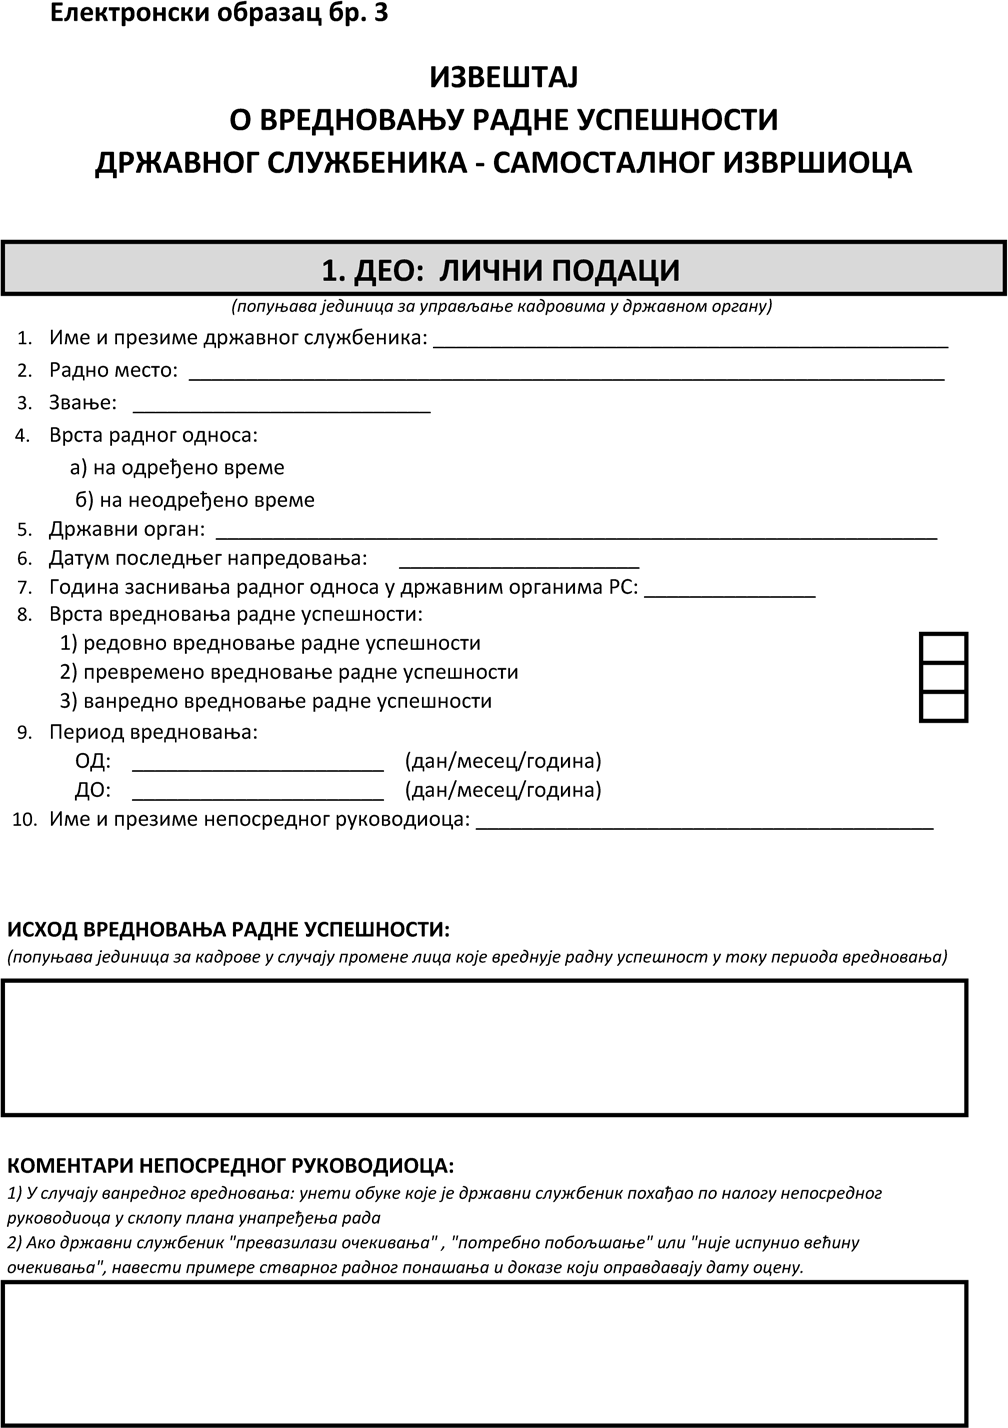 Електронски образац бр. 3
ИЗВЕШТАЈ
О ВРЕДНОВАЊУ РАДНЕ УСПЕШНОСТИ
ДРЖАВНОГ СЛУЖБЕНИКА - САМОСТАЛНОГ ИЗВРШИОЦА
1. ДЕО:  ЛИЧНИ ПОДАЦИ
(попуњава јединица за управљање кадровима у државном органу)
1. Име и презиме државног службеника: ____________________
2. Радно место: ____________________
3. Звање: ____________________
4. Врста радног односа:
а) на одређено време
б) на неодређено време
5. Државни орган: ____________________
6. Датум последњег напредовања: ____________________
7. Година заснивања радног односа у државним органима РС: _______________
8. Врста вредновања радне успешности:
1) редовно вредновање радне успешности
2) превремено вредновање радне успешности
3) ванредно вредновање радне успешности
9. Период вредновања:
ОД: ____________________ (дан/месец/година)
ДО: ____________________ (дан/месец/година)
10. Име и презиме непосредног руководиоца: ____________________
ИСХОД ВРЕДНОВАЊА РАДНЕ УСПЕШНОСТИ:
(попуњава јединица за кадрове у случају промене лица које вреднује радну успешност у току периода вредновања)
КОМЕНТАРИ НЕПОСРЕДНОГ РУКОВОДИОЦА:
1) У случају ванредног вредновања: унети обуке које је државни службеник похађао по налогу непосредног
руководиоца у склопу плана унапређења рада
2) Ако државни службеник "превазилази очекивања" , "потребно побољшање" или "није испунио већину
очекивања", навести примере стварног радног понашања и доказе који оправдавају дату оцену.